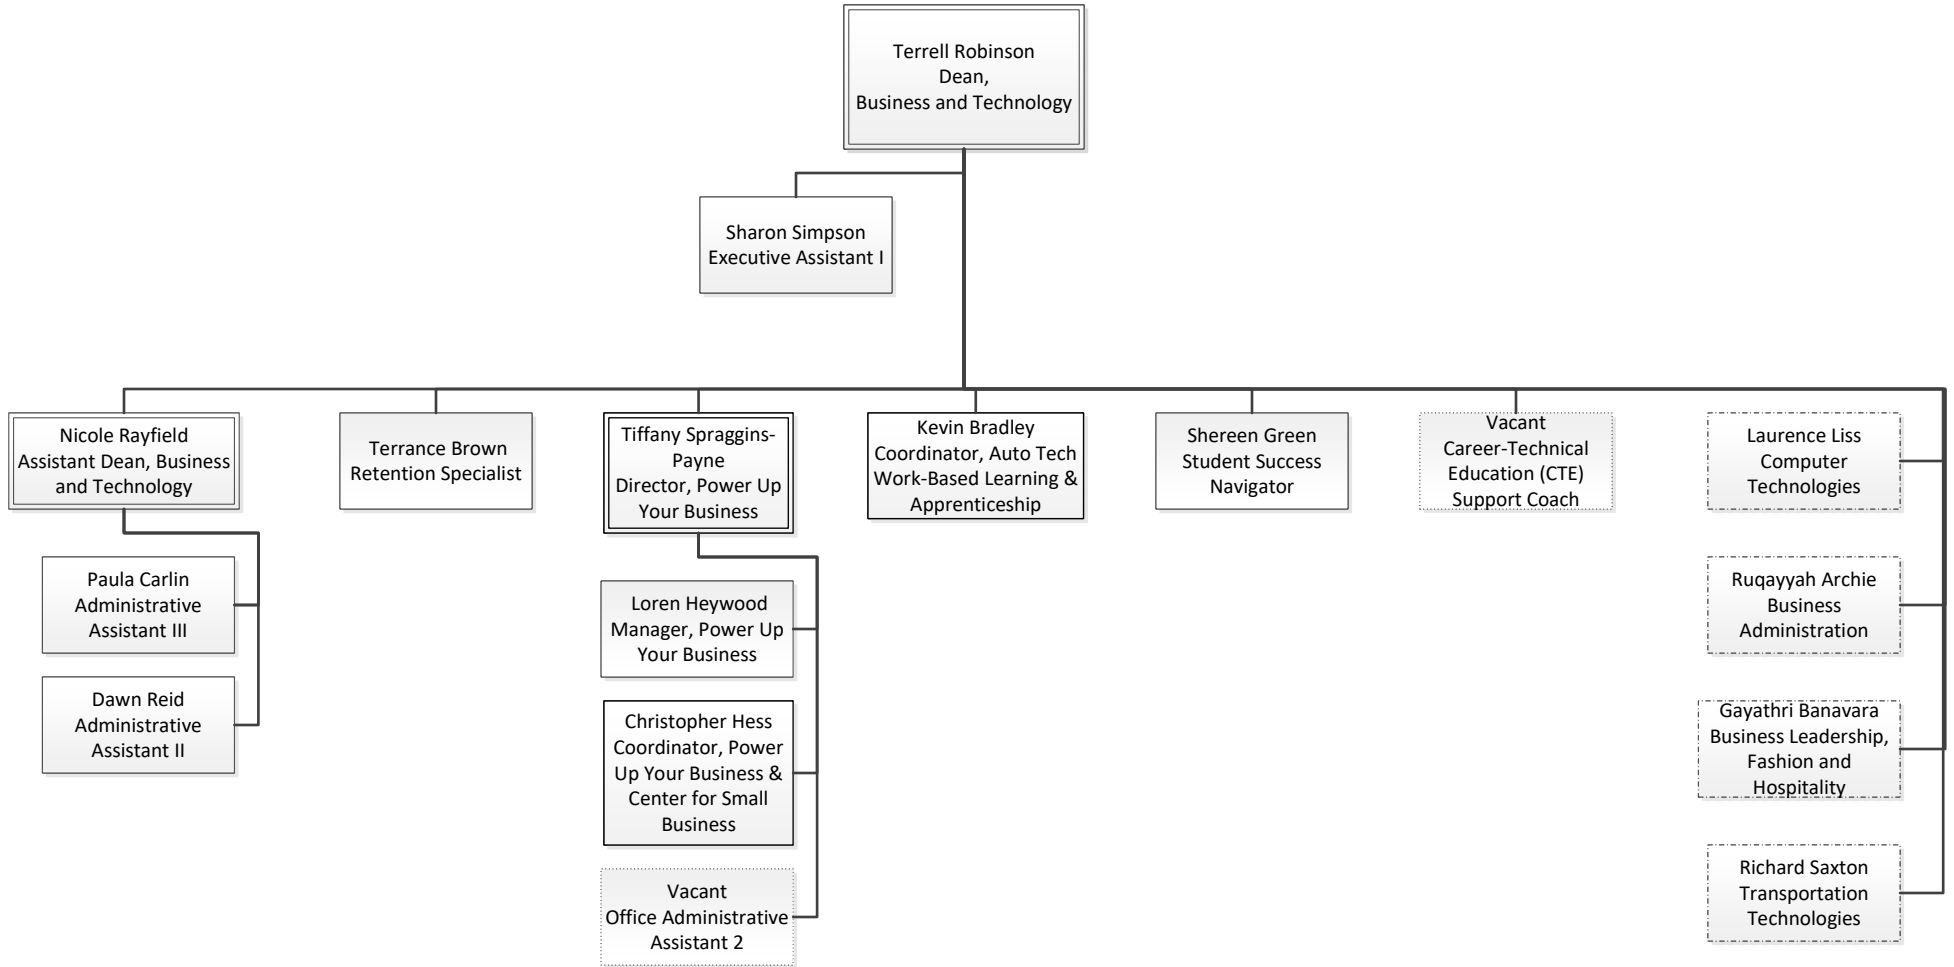 Terrell Robinson
Dean,
Business and Technology
Sharon Simpson
Executive Assistant I
Nicole Rayfield
Assistant Dean, Business
and Technology
Paula Carlin
Administrative
Assistant III
Dawn Reid
Administrative
Assistant II
Terrance Brown
Retention Specialist
Tiffany Spraggins-
Payne
Director, Power Up
Your Business
Loren Heywood
Manager, Power Up
Your Business
Christopher Hess
Coordinator, Power
Up Your Business &
Center for Small
Business
Vacant
Office Administrative
Assistant 2
Kevin Bradley
Coordinator, Auto Tech
Work-Based Learning &
Apprenticeship
Shereen Green
Student Success
Navigator
Vacant
Career-Technical
Education (CTE)
Support Coach
Laurence Liss
Computer
Technologies
Ruqayyah Archie
Business
Administration
Gayathri Banavara
Business Leadership,
Fashion and
Hospitality
Richard Saxton
Transportation
Technologies